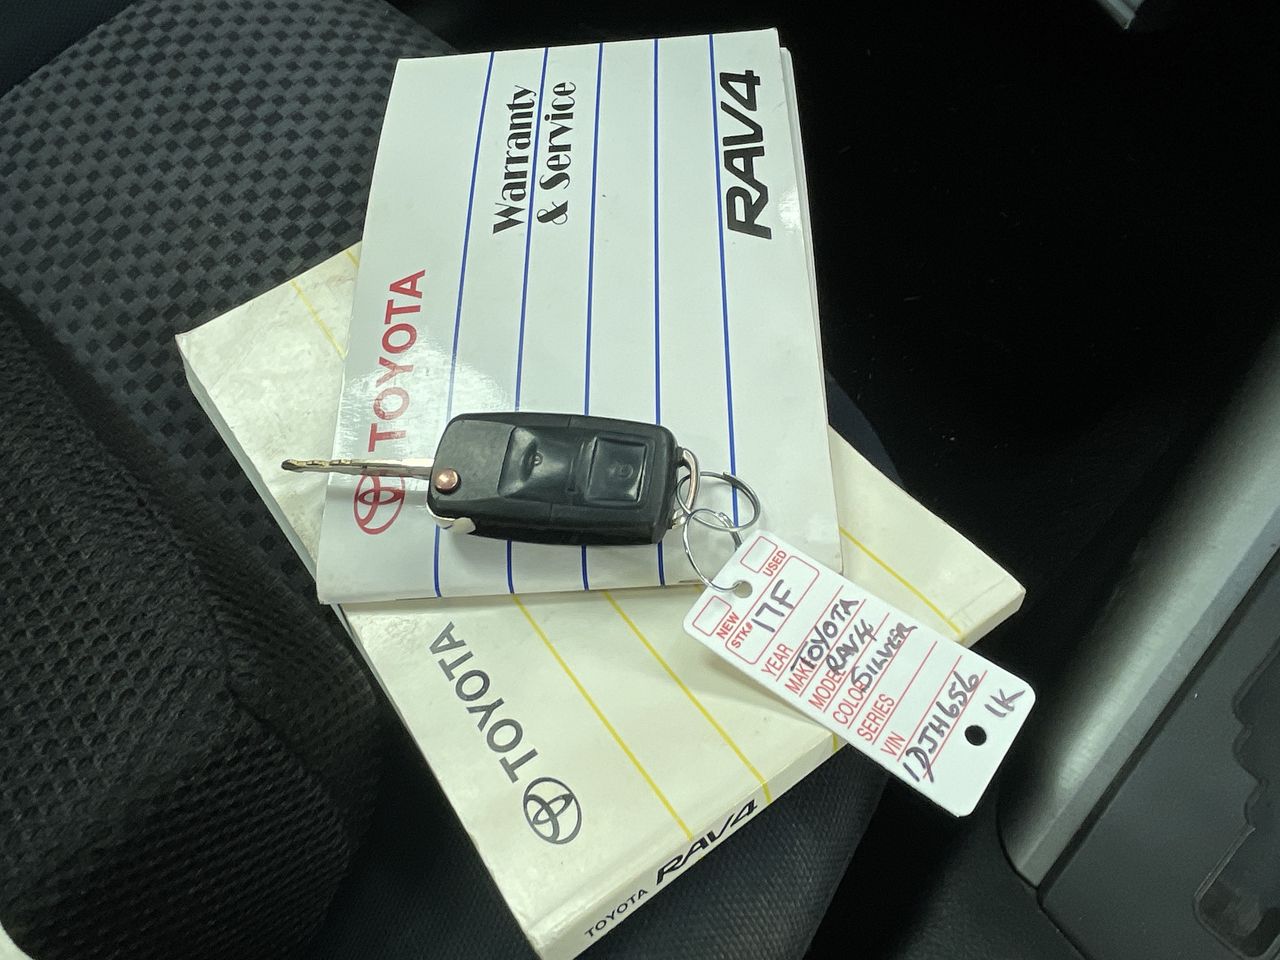 TOYOTA
Warranty
& Service
RAV4
TOYOTA
TOYOTA RAV4
NEW
USED
STK# 17F
YEAR
MAKE TOYOTA
MODEL RAV4
COLOR SILVER
SERIES
VIN
1DJH656
1K